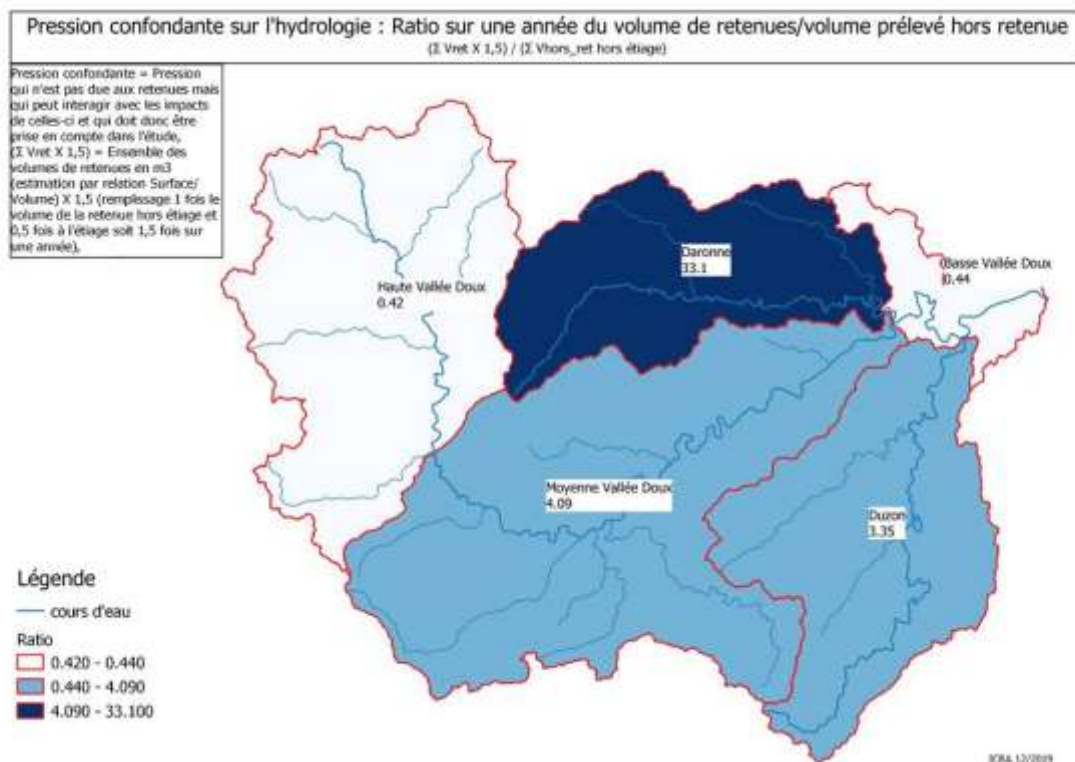 Pression confondante sur l'hydrologie : Ratio sur une année du volume de retenues/volume prélevé hors retenue
(Σ Vret X 1,5) / (Σ Vhors_ret hors étiage)
Pression confondante = Pression
qui n'est pas due aux retenues mais
qui peut interagir avec les impacts
de celles-ci et qui doit donc être
prise en compte dans l'étude,
(Σ Vret X 1,5) = Ensemble des
volumes de retenues en m3
(estimation par relation Surface/
Volume) X 1,5 (remplissage 1 fois le
volume de la retenue hors étiage et
0,5 fois à l'étiage soit 1,5 fois sur
une année),
Daronne
33.1
Basse Vallée Doux
0.44
Haute Vallée Doux
0.42
Moyenne Vallée Doux
4.09
Duzon
3.35
Légende
cours d'eau
Ratio
0.420 - 0.440
0.440 - 4.090
4.090 - 33.100
12/2019